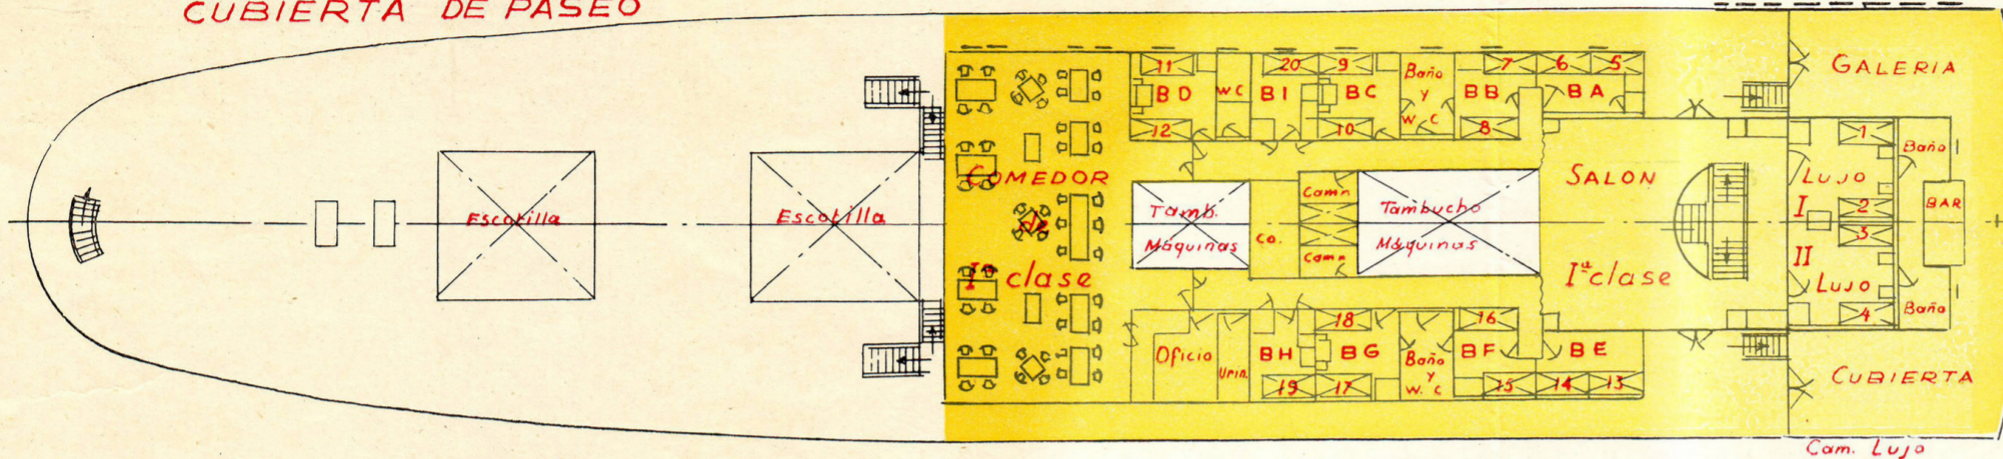 CUBIERTA DE PASEO
Escotilla
Escotilla
COMEDOR
de
Iª clase
11
BD
12
WC
20
BI
9
BC
10
Baño
y
W C
7
BB
8
6
5
BA
Tamb.
Máquinas
Co.
Camn
Camn
Tambucho
Máquinas
SALON
Iª clase
Oficio
Urin.
BH
19
18
BG
17
Baño
y
W. C
16
BF
15
BE
14
13
GALERIA
1
Baño
LUJO
I
2
3
BAR
II
LUJO
4
Baño
CUBIERTA
Cam. Lujo